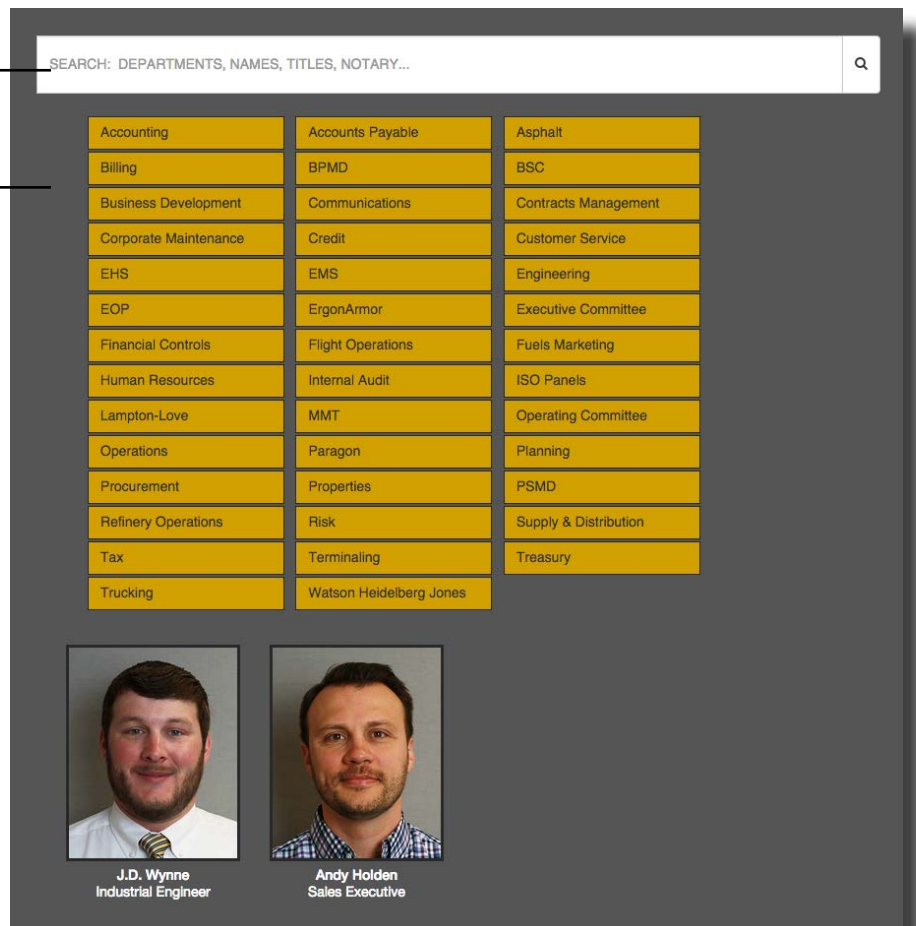 SEARCH: DEPARTMENTS, NAMES, TITLES, NOTARY...
Accounting
Accounts Payable
Asphalt
Billing
BPMD
BSC
Business Development
Communications
Contracts Management
Corporate Maintenance
Credit
Customer Service
EHS
EMS
Engineering
EOP
ErgonArmor
Executive Committee
Financial Controls
Flight Operations
Fuels Marketing
Human Resources
Internal Audit
ISO Panels
Lampton-Love
MMT
Operating Committee
Operations
Paragon
Planning
Procurement
Properties
PSMD
Refinery Operations
Risk
Supply & Distribution
Tax
Terminaling
Treasury
Trucking
Watson Heidelberg Jones
J.D. Wynne
Industrial Engineer
Andy Holden
Sales Executive